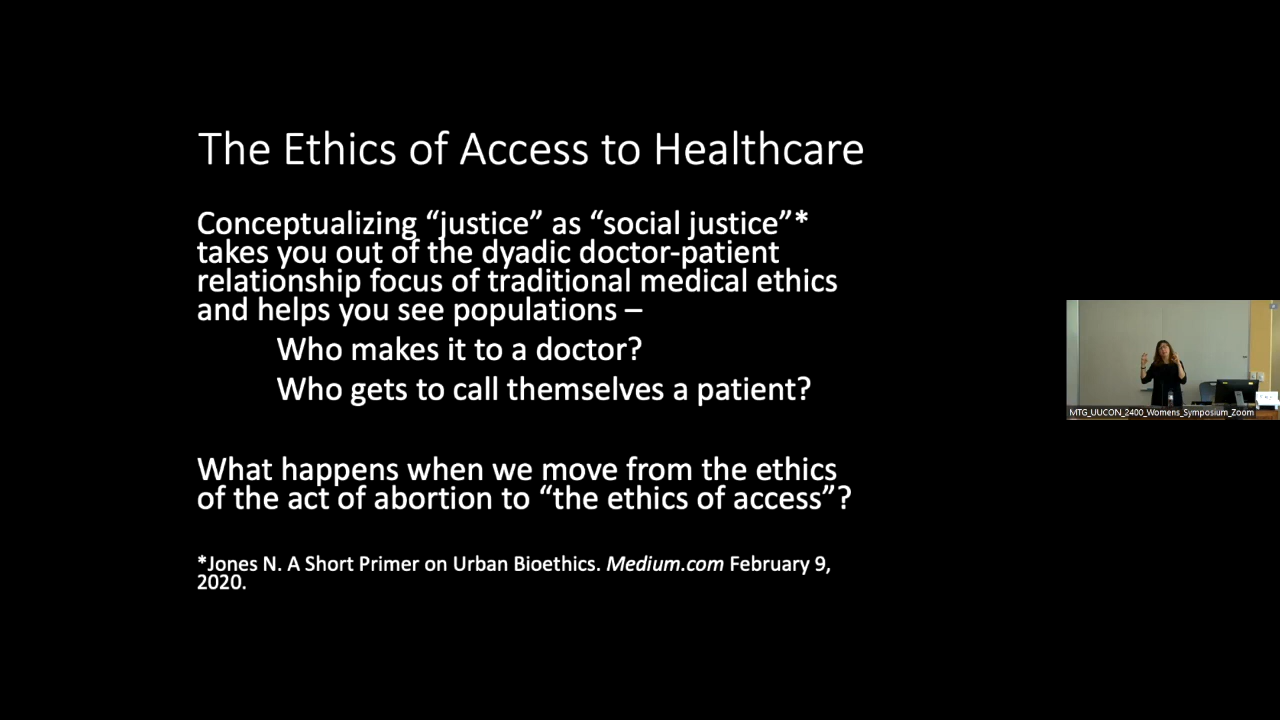 The Ethics of Access to Healthcare
Conceptualizing “justice” as “social justice”*
takes you out of the dyadic doctor-patient
relationship focus of traditional medical ethics
and helps you see populations –
Who makes it to a doctor?
Who gets to call themselves a patient?
What happens when we move from the ethics
of the act of abortion to “the ethics of access”?
*Jones N. A Short Primer on Urban Bioethics. Medium.com February 9,
2020.
MTG_UUCON_2400_Womens_Symposium_Zoom